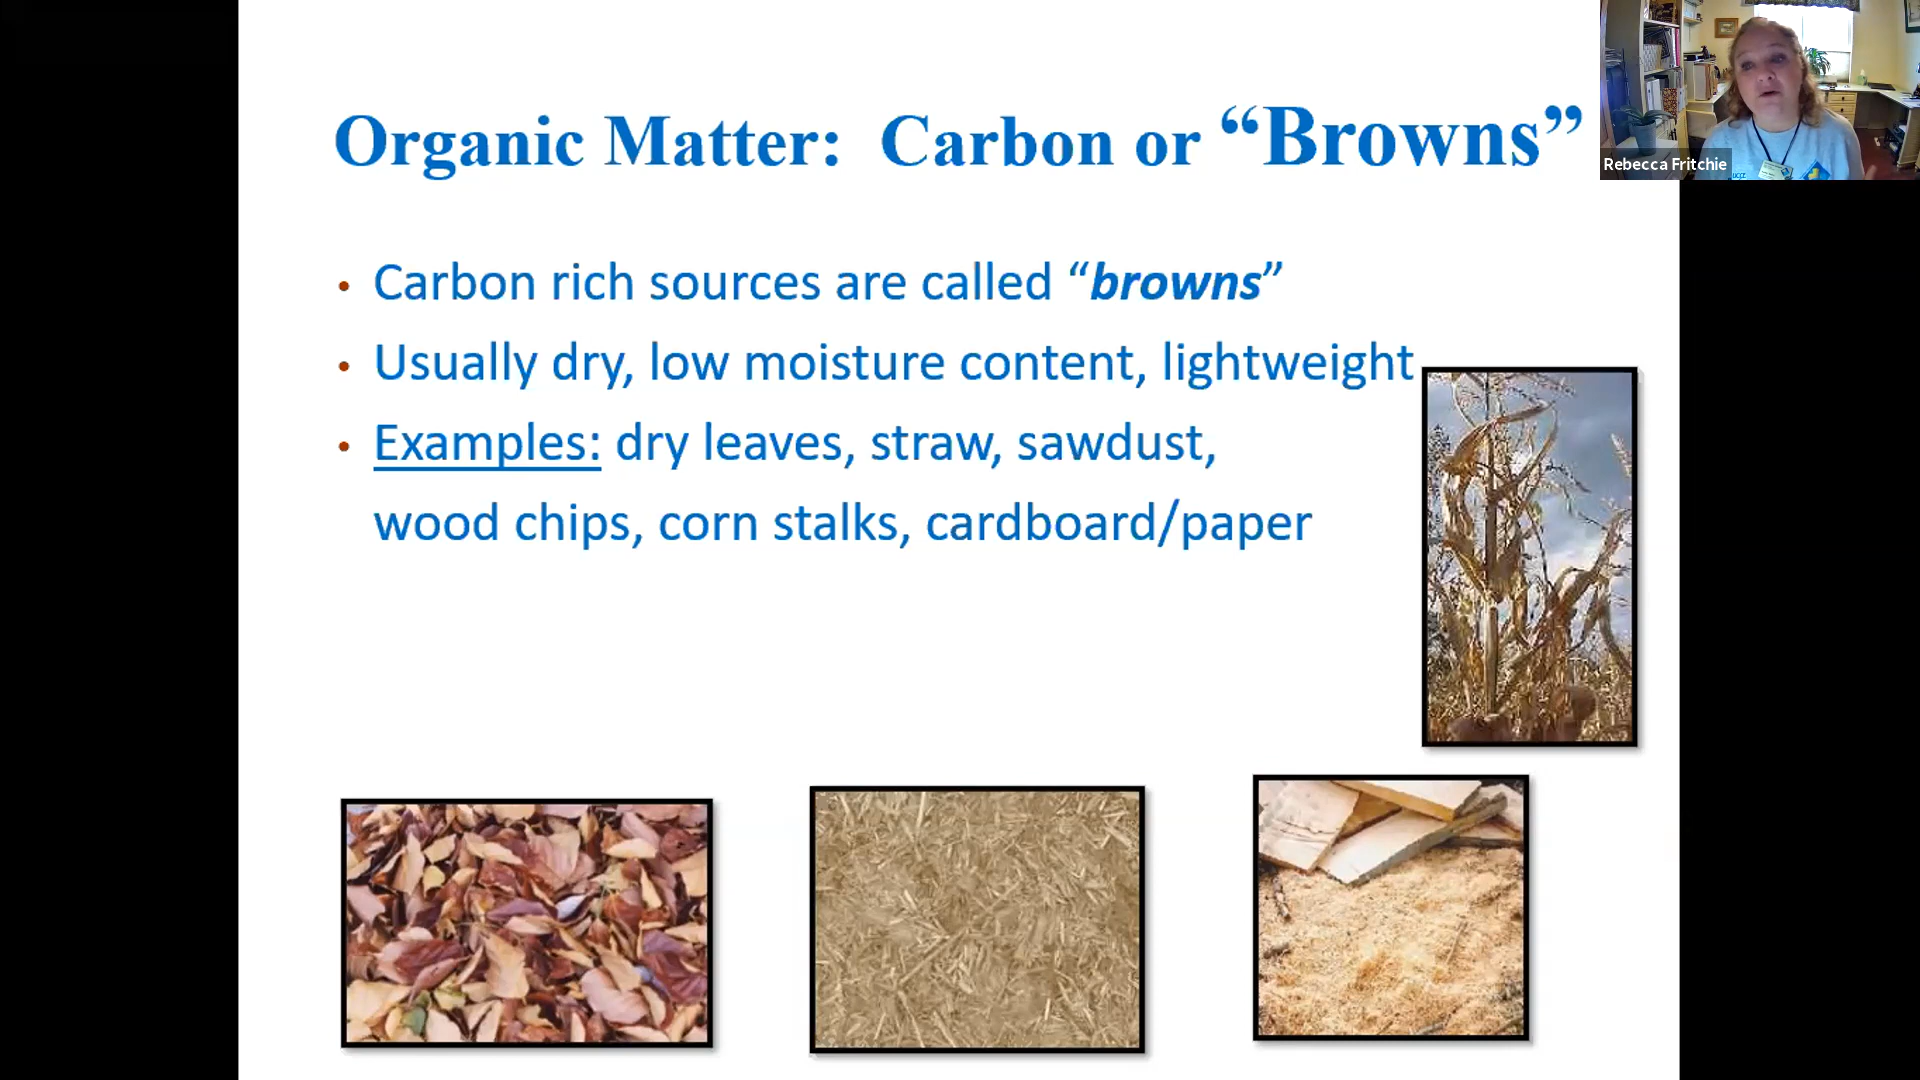 Organic Matter:  Carbon or “Browns”
Rebecca Fritchie
• Carbon rich sources are called “browns”
• Usually dry, low moisture content, lightweight
• Examples: dry leaves, straw, sawdust,
wood chips, corn stalks, cardboard/paper